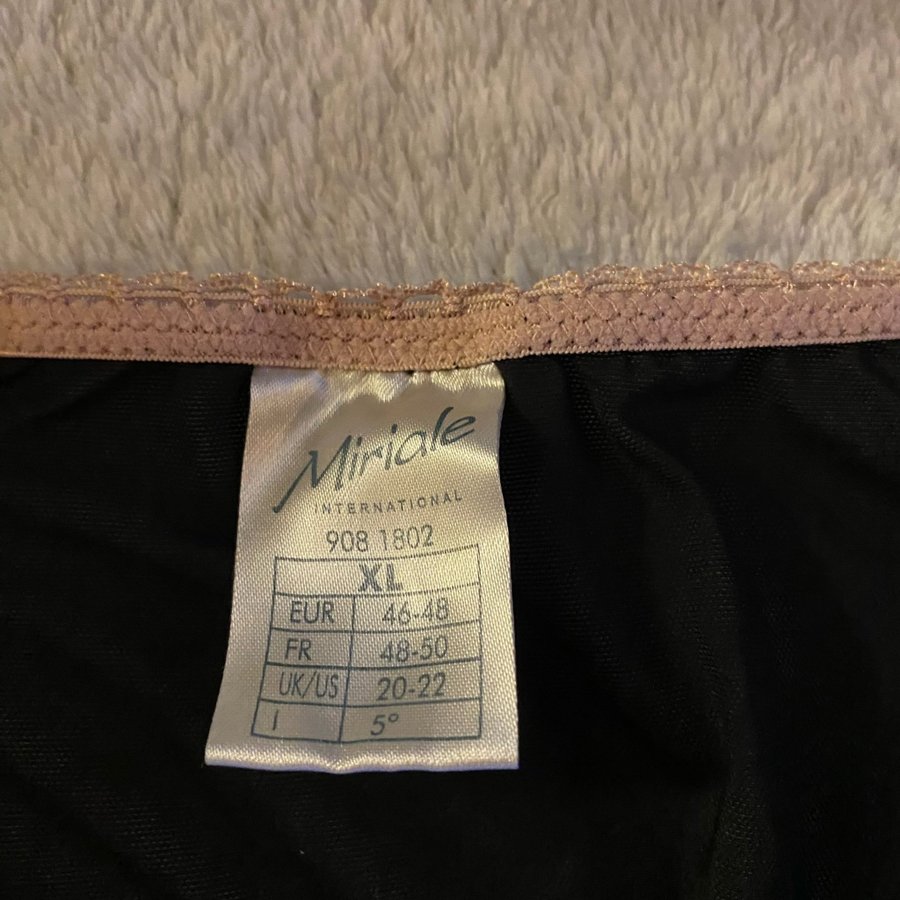 Miriale
INTERNATIONAL
908 1802
XL
EUR 46-48
FR 48-50
UK/US 20-22
I 5°